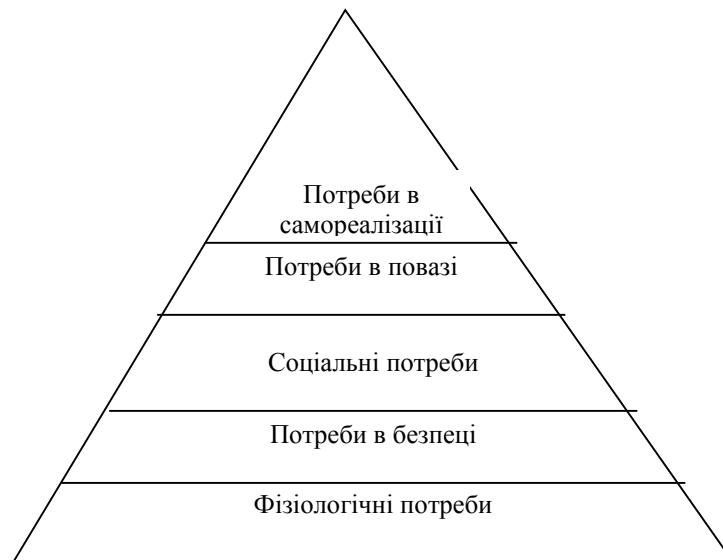 Потреби в
самореалізації
Потреби в повазі
Соціальні потреби
Потреби в безпеці
Фізіологічні потреби